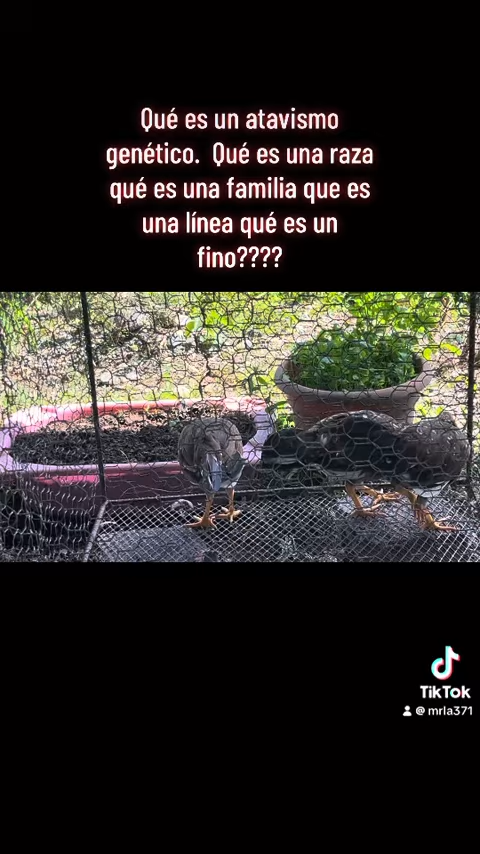 Qué es un atavismo
genético.  Qué es una raza
qué es una familia que es
una línea qué es un
fino????
TikTok
@ mrla371